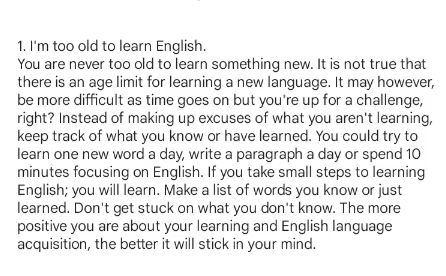 1. I'm too old to learn English.
You are never too old to learn something new. It is not true that
there is an age limit for learning a new language. It may however,
be more difficult as time goes on but you're up for a challenge,
right? Instead of making up excuses of what you aren't learning,
keep track of what you know or have learned. You could try to
learn one new word a day, write a paragraph a day or spend 10
minutes focusing on English. If you take small steps to learning
English; you will learn. Make a list of words you know or just
learned. Don't get stuck on what you don't know. The more
positive you are about your learning and English language
acquisition, the better it will stick in your mind.